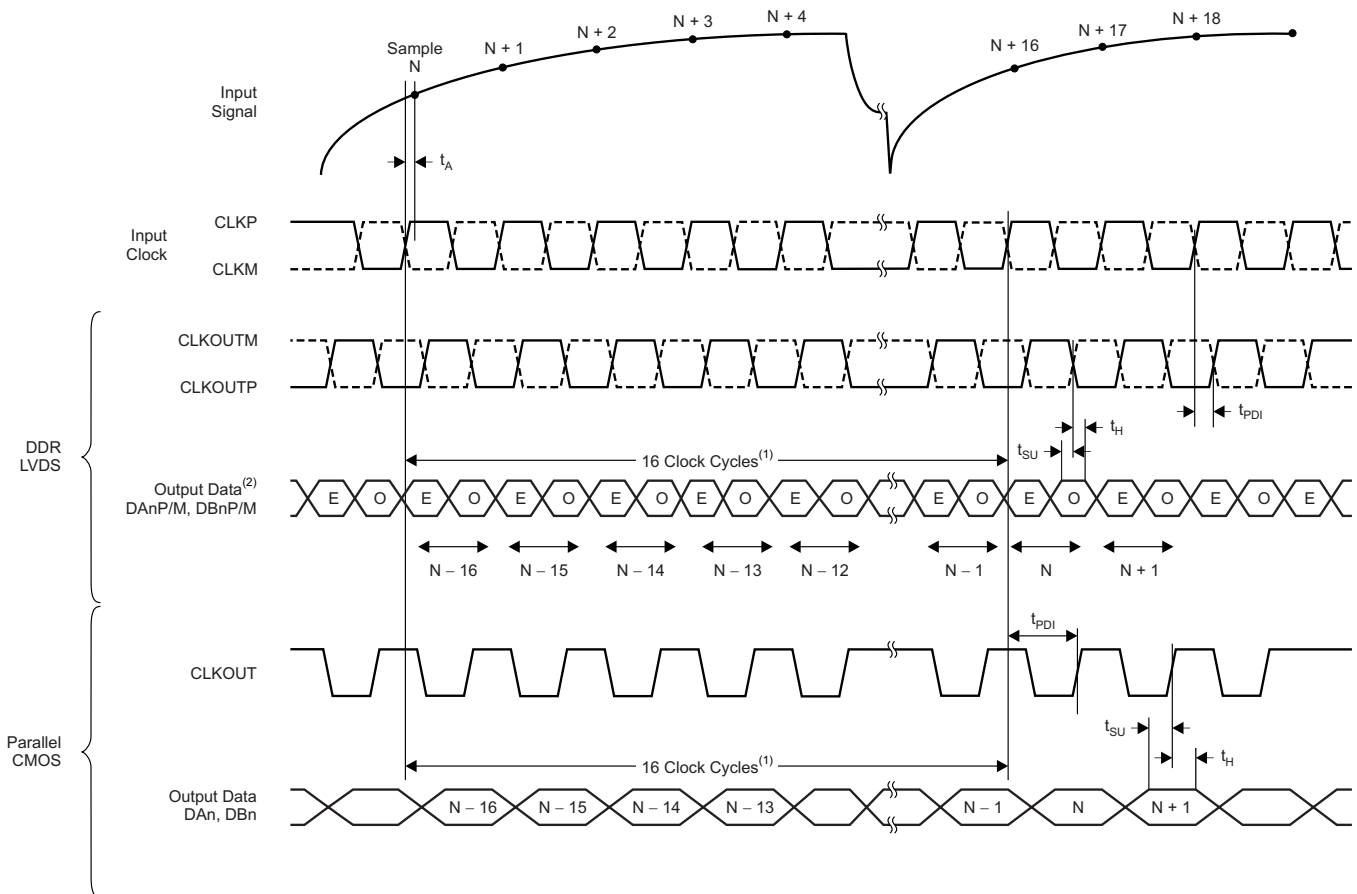 N + 1
N + 2
N + 3
N + 4
N + 16
N + 17
N + 18
Sample
N
Input
Signal
tA
Input
Clock
CLKP
CLKM
DDR
LVDS
CLKOUTM
CLKOUTP
tPDI
tH
tSU
16 Clock Cycles(1)
Output Data(2)
DAnP/M, DBnP/M
E O E O E O E O E O E O E O E O E O E O E
N – 16 N – 15 N – 14 N – 13 N – 12 N – 1 N N + 1
Parallel
CMOS
tPDI
CLKOUT
tSU
tH
16 Clock Cycles(1)
Output Data
DAn, DBn
N – 16 N – 15 N – 14 N – 13 N – 1 N N + 1